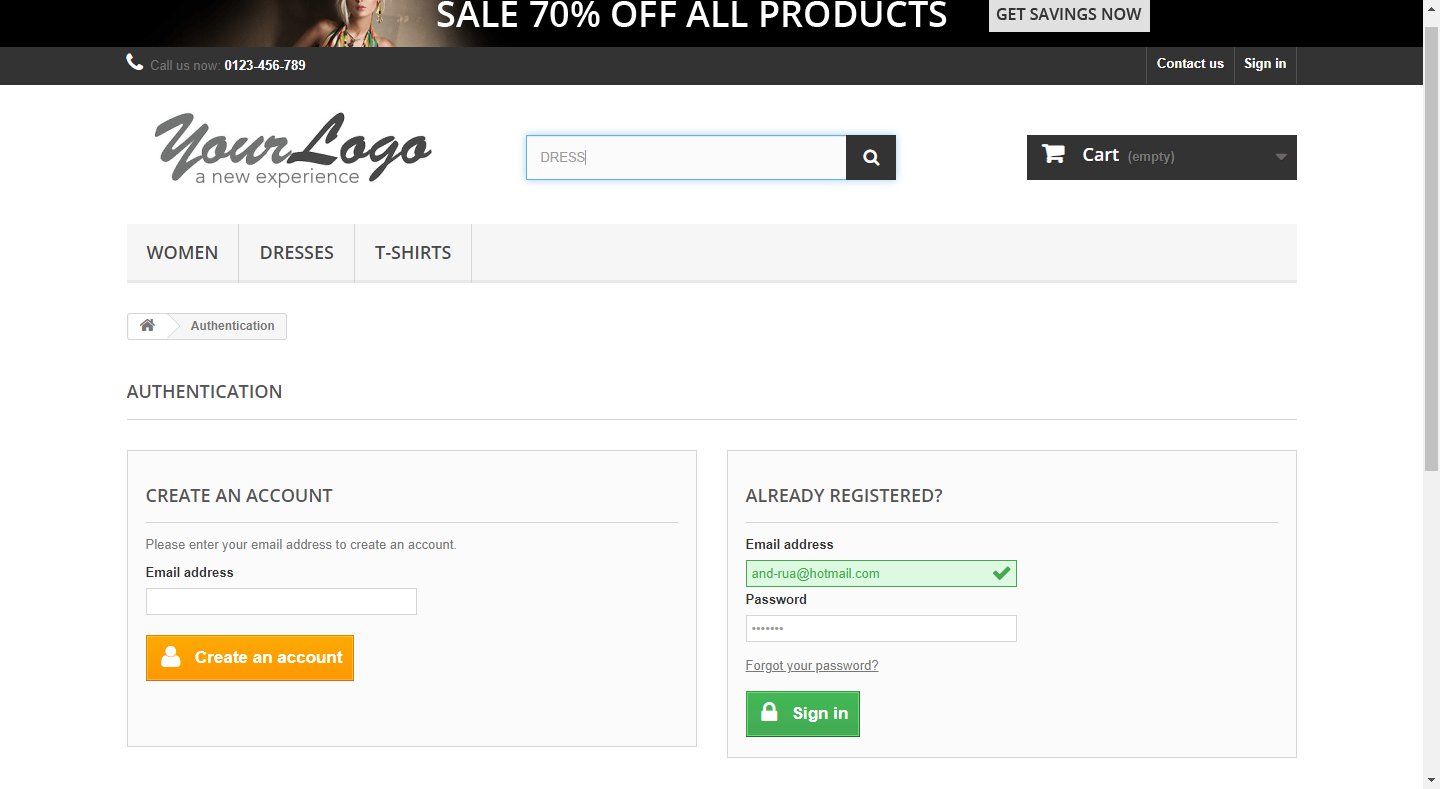 SALE 70% OFF ALL PRODUCTS GET SAVINGS NOW
Call us now: 0123-456-789 Contact us Sign in
YourLogo
a new experience
DRESS
Cart (empty)
WOMEN DRESSES T-SHIRTS
Authentication
AUTHENTICATION
CREATE AN ACCOUNT
Please enter your email address to create an account.
Email address
Create an account
ALREADY REGISTERED?
Email address
and-rua@hotmail.com
Password
•••••••
Forgot your password?
Sign in